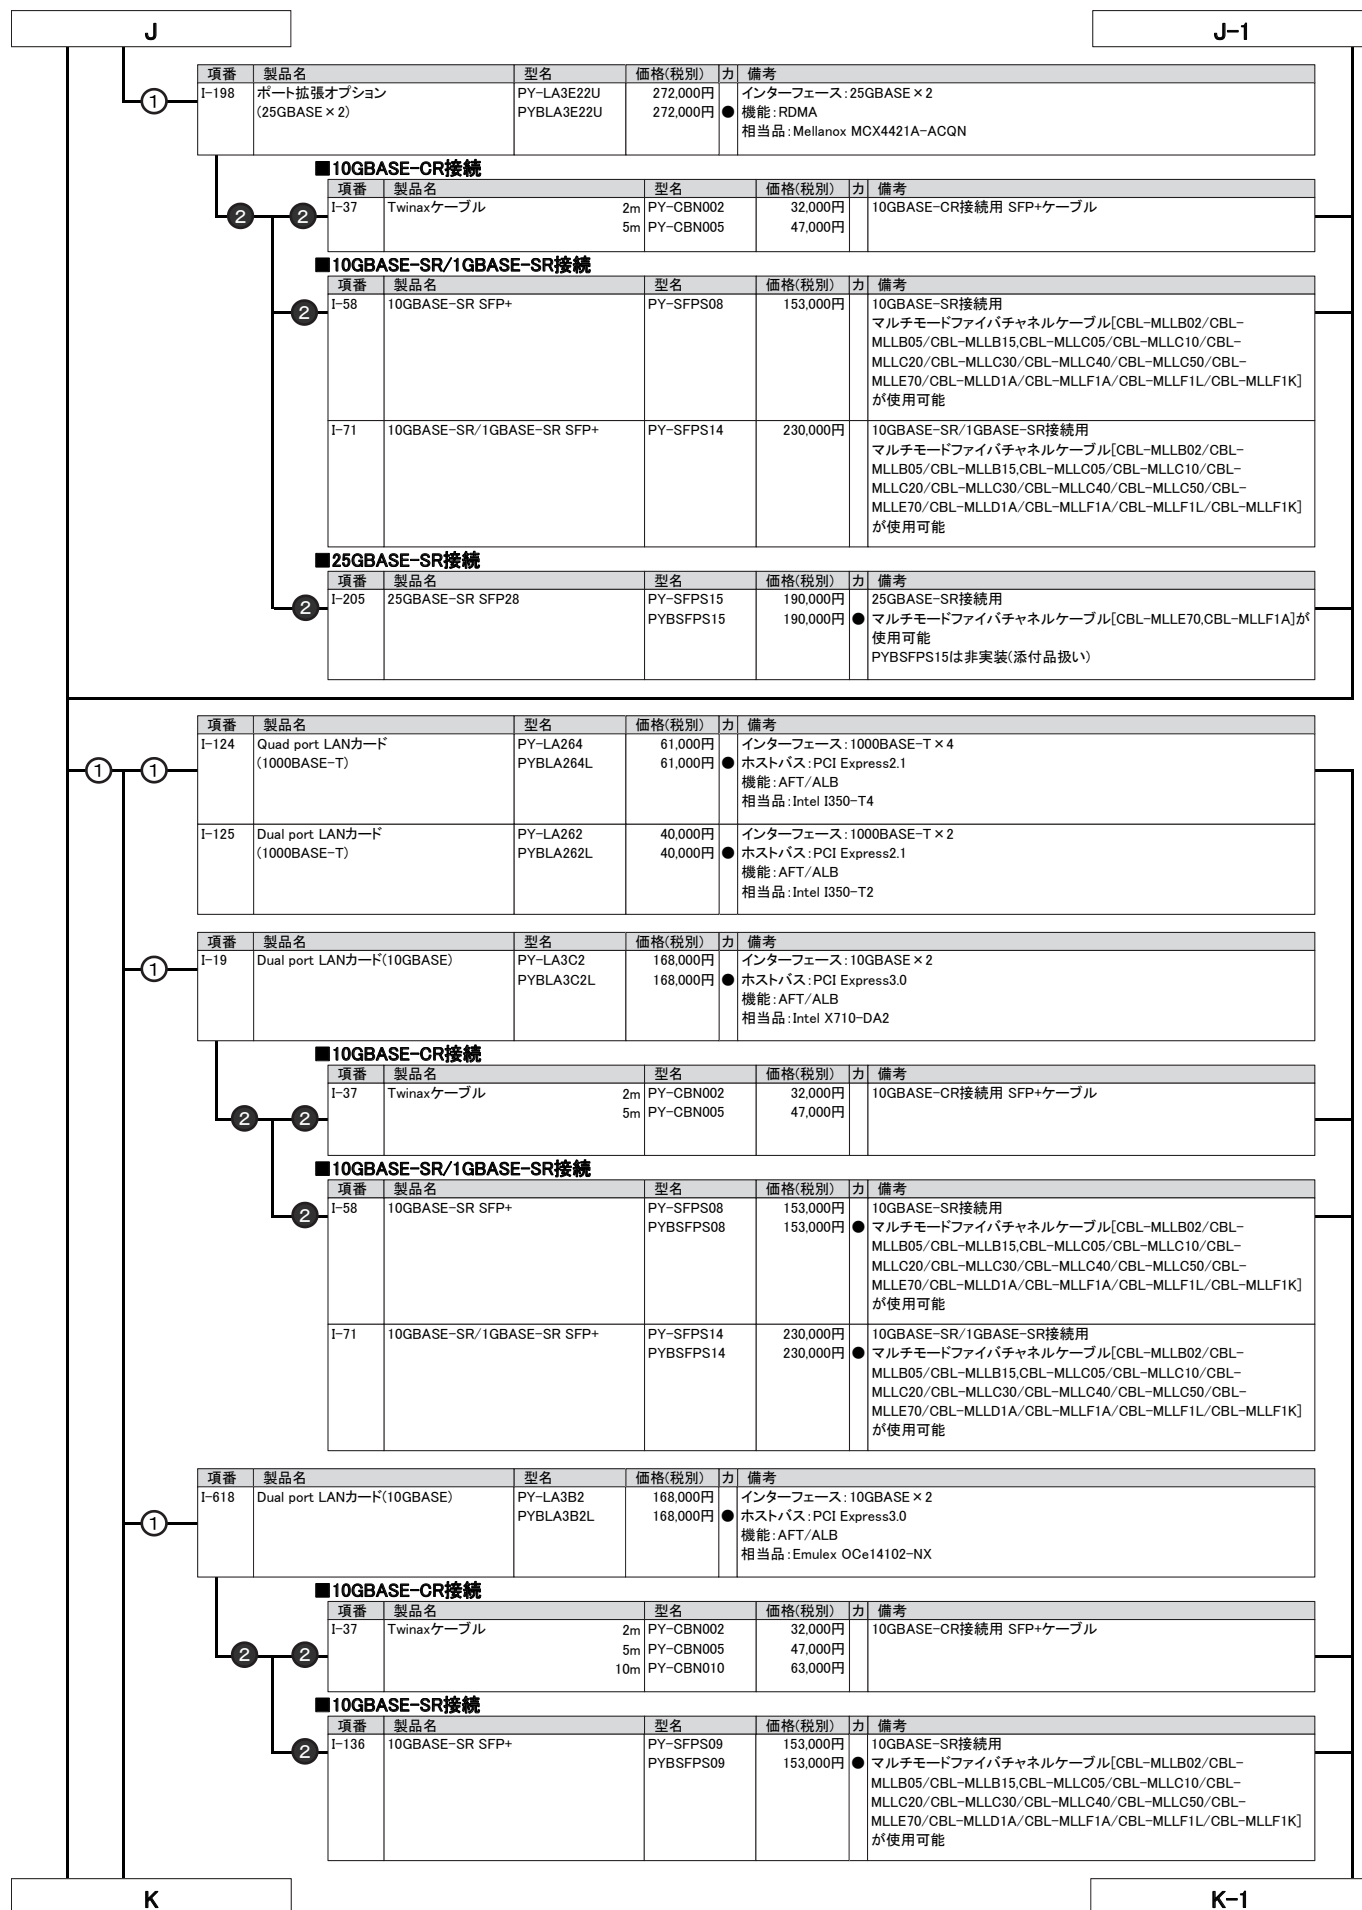 J
J-1
項番 製品名 型名 価格(税別) カ 備考
① I-198 ポート拡張オプション PY-LA3E22U 272,000円 インターフェース:25GBASE×2
(25GBASE×2) PYBLA3E22U 272,000円 ● 機能:RDMA
相当品:Mellanox MCX4421A-ACQN
■10GBASE-CR接続
項番 製品名 型名 価格(税別) カ 備考
❷ ❷ I-37 Twinaxケーブル 2m PY-CBN002 32,000円 10GBASE-CR接続用 SFP+ケーブル
5m PY-CBN005 47,000円
■10GBASE-SR/1GBASE-SR接続
項番 製品名 型名 価格(税別) カ 備考
❷ I-58 10GBASE-SR SFP+ PY-SFPS08 153,000円 10GBASE-SR接続用
マルチモードファイバチャネルケーブル[CBL-MLLB02/CBL-
MLLB05/CBL-MLLB15,CBL-MLLC05/CBL-MLLC10/CBL-
MLLC20/CBL-MLLC30/CBL-MLLC40/CBL-MLLC50/CBL-
MLLE70/CBL-MLLD1A/CBL-MLLF1A/CBL-MLLF1L/CBL-MLLF1K]
が使用可能
I-71 10GBASE-SR/1GBASE-SR SFP+ PY-SFPS14 230,000円 10GBASE-SR/1GBASE-SR接続用
マルチモードファイバチャネルケーブル[CBL-MLLB02/CBL-
MLLB05/CBL-MLLB15,CBL-MLLC05/CBL-MLLC10/CBL-
MLLC20/CBL-MLLC30/CBL-MLLC40/CBL-MLLC50/CBL-
MLLE70/CBL-MLLD1A/CBL-MLLF1A/CBL-MLLF1L/CBL-MLLF1K]
が使用可能
■25GBASE-SR接続
項番 製品名 型名 価格(税別) カ 備考
❷ I-205 25GBASE-SR SFP28 PY-SFPS15 190,000円 25GBASE-SR接続用
PYBSFPS15 190,000円 ● マルチモードファイバチャネルケーブル[CBL-MLLE70,CBL-MLLF1A]が
使用可能
PYBSFPS15は非実装(添付品扱い)
項番 製品名 型名 価格(税別) カ 備考
① ① I-124 Quad port LANカード PY-LA264 61,000円 インターフェース:1000BASE-T×4
(1000BASE-T) PYBLA264L 61,000円 ● ホストバス:PCI Express2.1
機能:AFT/ALB
相当品:Intel I350-T4
I-125 Dual port LANカード PY-LA262 40,000円 インターフェース:1000BASE-T×2
(1000BASE-T) PYBLA262L 40,000円 ● ホストバス:PCI Express2.1
機能:AFT/ALB
相当品:Intel I350-T2
項番 製品名 型名 価格(税別) カ 備考
① I-19 Dual port LANカード(10GBASE) PY-LA3C2 168,000円 インターフェース:10GBASE×2
PYBLA3C2L 168,000円 ● ホストバス:PCI Express3.0
機能:AFT/ALB
相当品:Intel X710-DA2
■10GBASE-CR接続
項番 製品名 型名 価格(税別) カ 備考
❷ ❷ I-37 Twinaxケーブル 2m PY-CBN002 32,000円 10GBASE-CR接続用 SFP+ケーブル
5m PY-CBN005 47,000円
■10GBASE-SR/1GBASE-SR接続
項番 製品名 型名 価格(税別) カ 備考
❷ I-58 10GBASE-SR SFP+ PY-SFPS08 153,000円 10GBASE-SR接続用
PYBSFPS08 153,000円 ● マルチモードファイバチャネルケーブル[CBL-MLLB02/CBL-
MLLB05/CBL-MLLB15,CBL-MLLC05/CBL-MLLC10/CBL-
MLLC20/CBL-MLLC30/CBL-MLLC40/CBL-MLLC50/CBL-
MLLE70/CBL-MLLD1A/CBL-MLLF1A/CBL-MLLF1L/CBL-MLLF1K]
が使用可能
I-71 10GBASE-SR/1GBASE-SR SFP+ PY-SFPS14 230,000円 10GBASE-SR/1GBASE-SR接続用
PYBSFPS14 230,000円 ● マルチモードファイバチャネルケーブル[CBL-MLLB02/CBL-
MLLB05/CBL-MLLB15,CBL-MLLC05/CBL-MLLC10/CBL-
MLLC20/CBL-MLLC30/CBL-MLLC40/CBL-MLLC50/CBL-
MLLE70/CBL-MLLD1A/CBL-MLLF1A/CBL-MLLF1L/CBL-MLLF1K]
が使用可能
項番 製品名 型名 価格(税別) カ 備考
① I-618 Dual port LANカード(10GBASE) PY-LA3B2 168,000円 インターフェース:10GBASE×2
PYBLA3B2L 168,000円 ● ホストバス:PCI Express3.0
機能:AFT/ALB
相当品:Emulex OCe14102-NX
■10GBASE-CR接続
項番 製品名 型名 価格(税別) カ 備考
❷ ❷ I-37 Twinaxケーブル 2m PY-CBN002 32,000円 10GBASE-CR接続用 SFP+ケーブル
5m PY-CBN005 47,000円
10m PY-CBN010 63,000円
■10GBASE-SR接続
項番 製品名 型名 価格(税別) カ 備考
❷ I-136 10GBASE-SR SFP+ PY-SFPS09 153,000円 10GBASE-SR接続用
PYBSFPS09 153,000円 ● マルチモードファイバチャネルケーブル[CBL-MLLB02/CBL-
MLLB05/CBL-MLLB15,CBL-MLLC05/CBL-MLLC10/CBL-
MLLC20/CBL-MLLC30/CBL-MLLC40/CBL-MLLC50/CBL-
MLLE70/CBL-MLLD1A/CBL-MLLF1A/CBL-MLLF1L/CBL-MLLF1K]
が使用可能
K
K-1